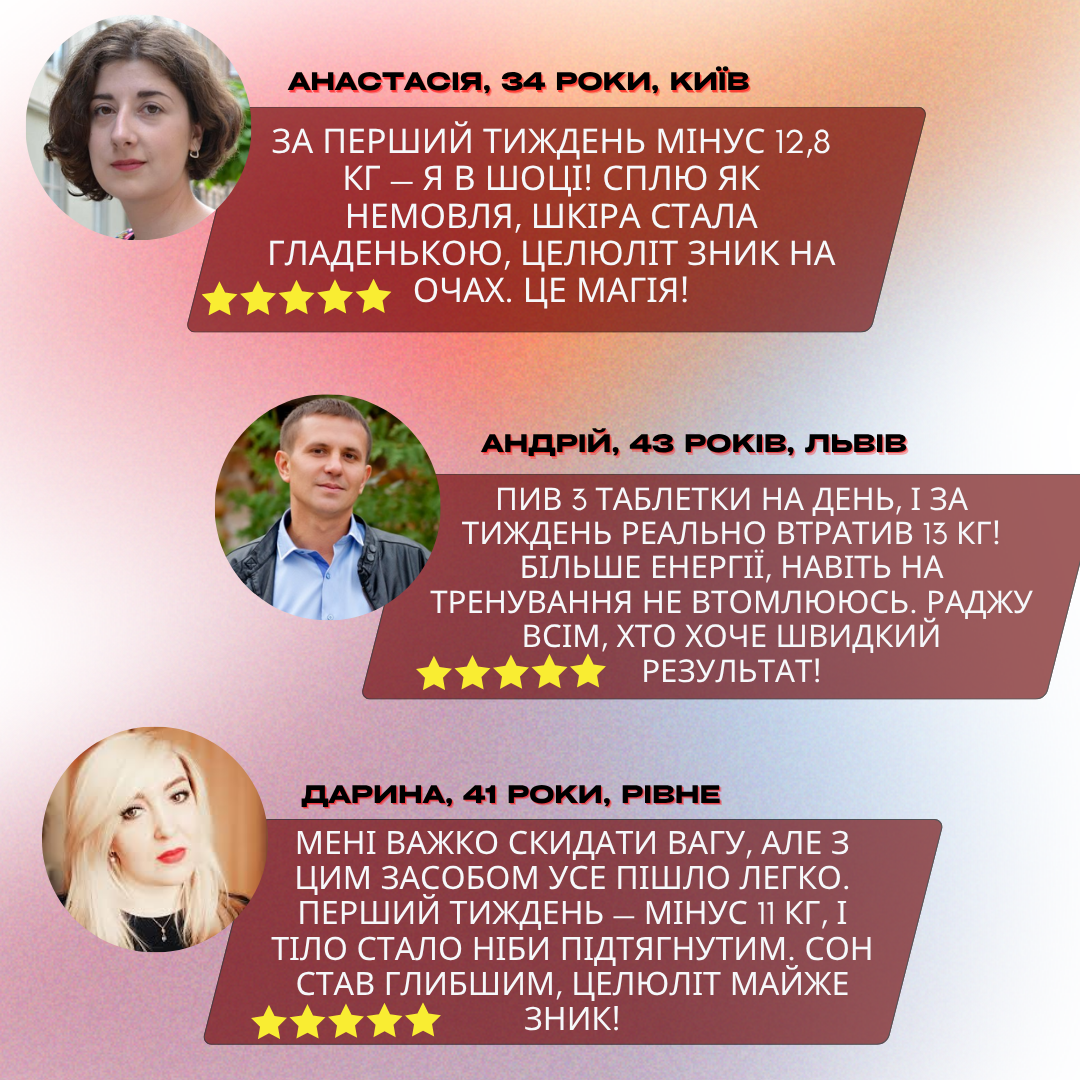 АНАСТАСІЯ, 34 РОКИ, КИЇВ
ЗА ПЕРШИЙ ТИЖДЕНЬ МІНУС 12,8
КГ — Я В ШОЦІ! СПЛЮ ЯК
НЕМОВЛЯ, ШКІРА СТАЛА
ГЛАДЕНЬКОЮ, ЦЕЛЮЛІТ ЗНИК НА
ОЧАХ. ЦЕ МАГІЯ!
АНДРІЙ, 43 РОКІВ, ЛЬВІВ
ПИВ 3 ТАБЛЕТКИ НА ДЕНЬ, І ЗА
ТИЖДЕНЬ РЕАЛЬНО ВТРАТИВ 13 КГ!
БІЛЬШЕ ЕНЕРГІЇ, НАВІТЬ НА
ТРЕНУВАННЯ НЕ ВТОМЛЮЮСЬ. РАДЖУ
ВСІМ, ХТО ХОЧЕ ШВИДКИЙ
РЕЗУЛЬТАТ!
ДАРИНА, 41 РОКИ, РІВНЕ
МЕНІ ВАЖКО СКИДАТИ ВАГУ, АЛЕ З
ЦИМ ЗАСОБОМ УСЕ ПІШЛО ЛЕГКО.
ПЕРШИЙ ТИЖДЕНЬ — МІНУС 11 КГ, І
ТІЛО СТАЛО НІБИ ПІДТЯГНУТИМ. СОН
СТАВ ГЛИБШИМ, ЦЕЛЮЛІТ МАЙЖЕ
ЗНИК!